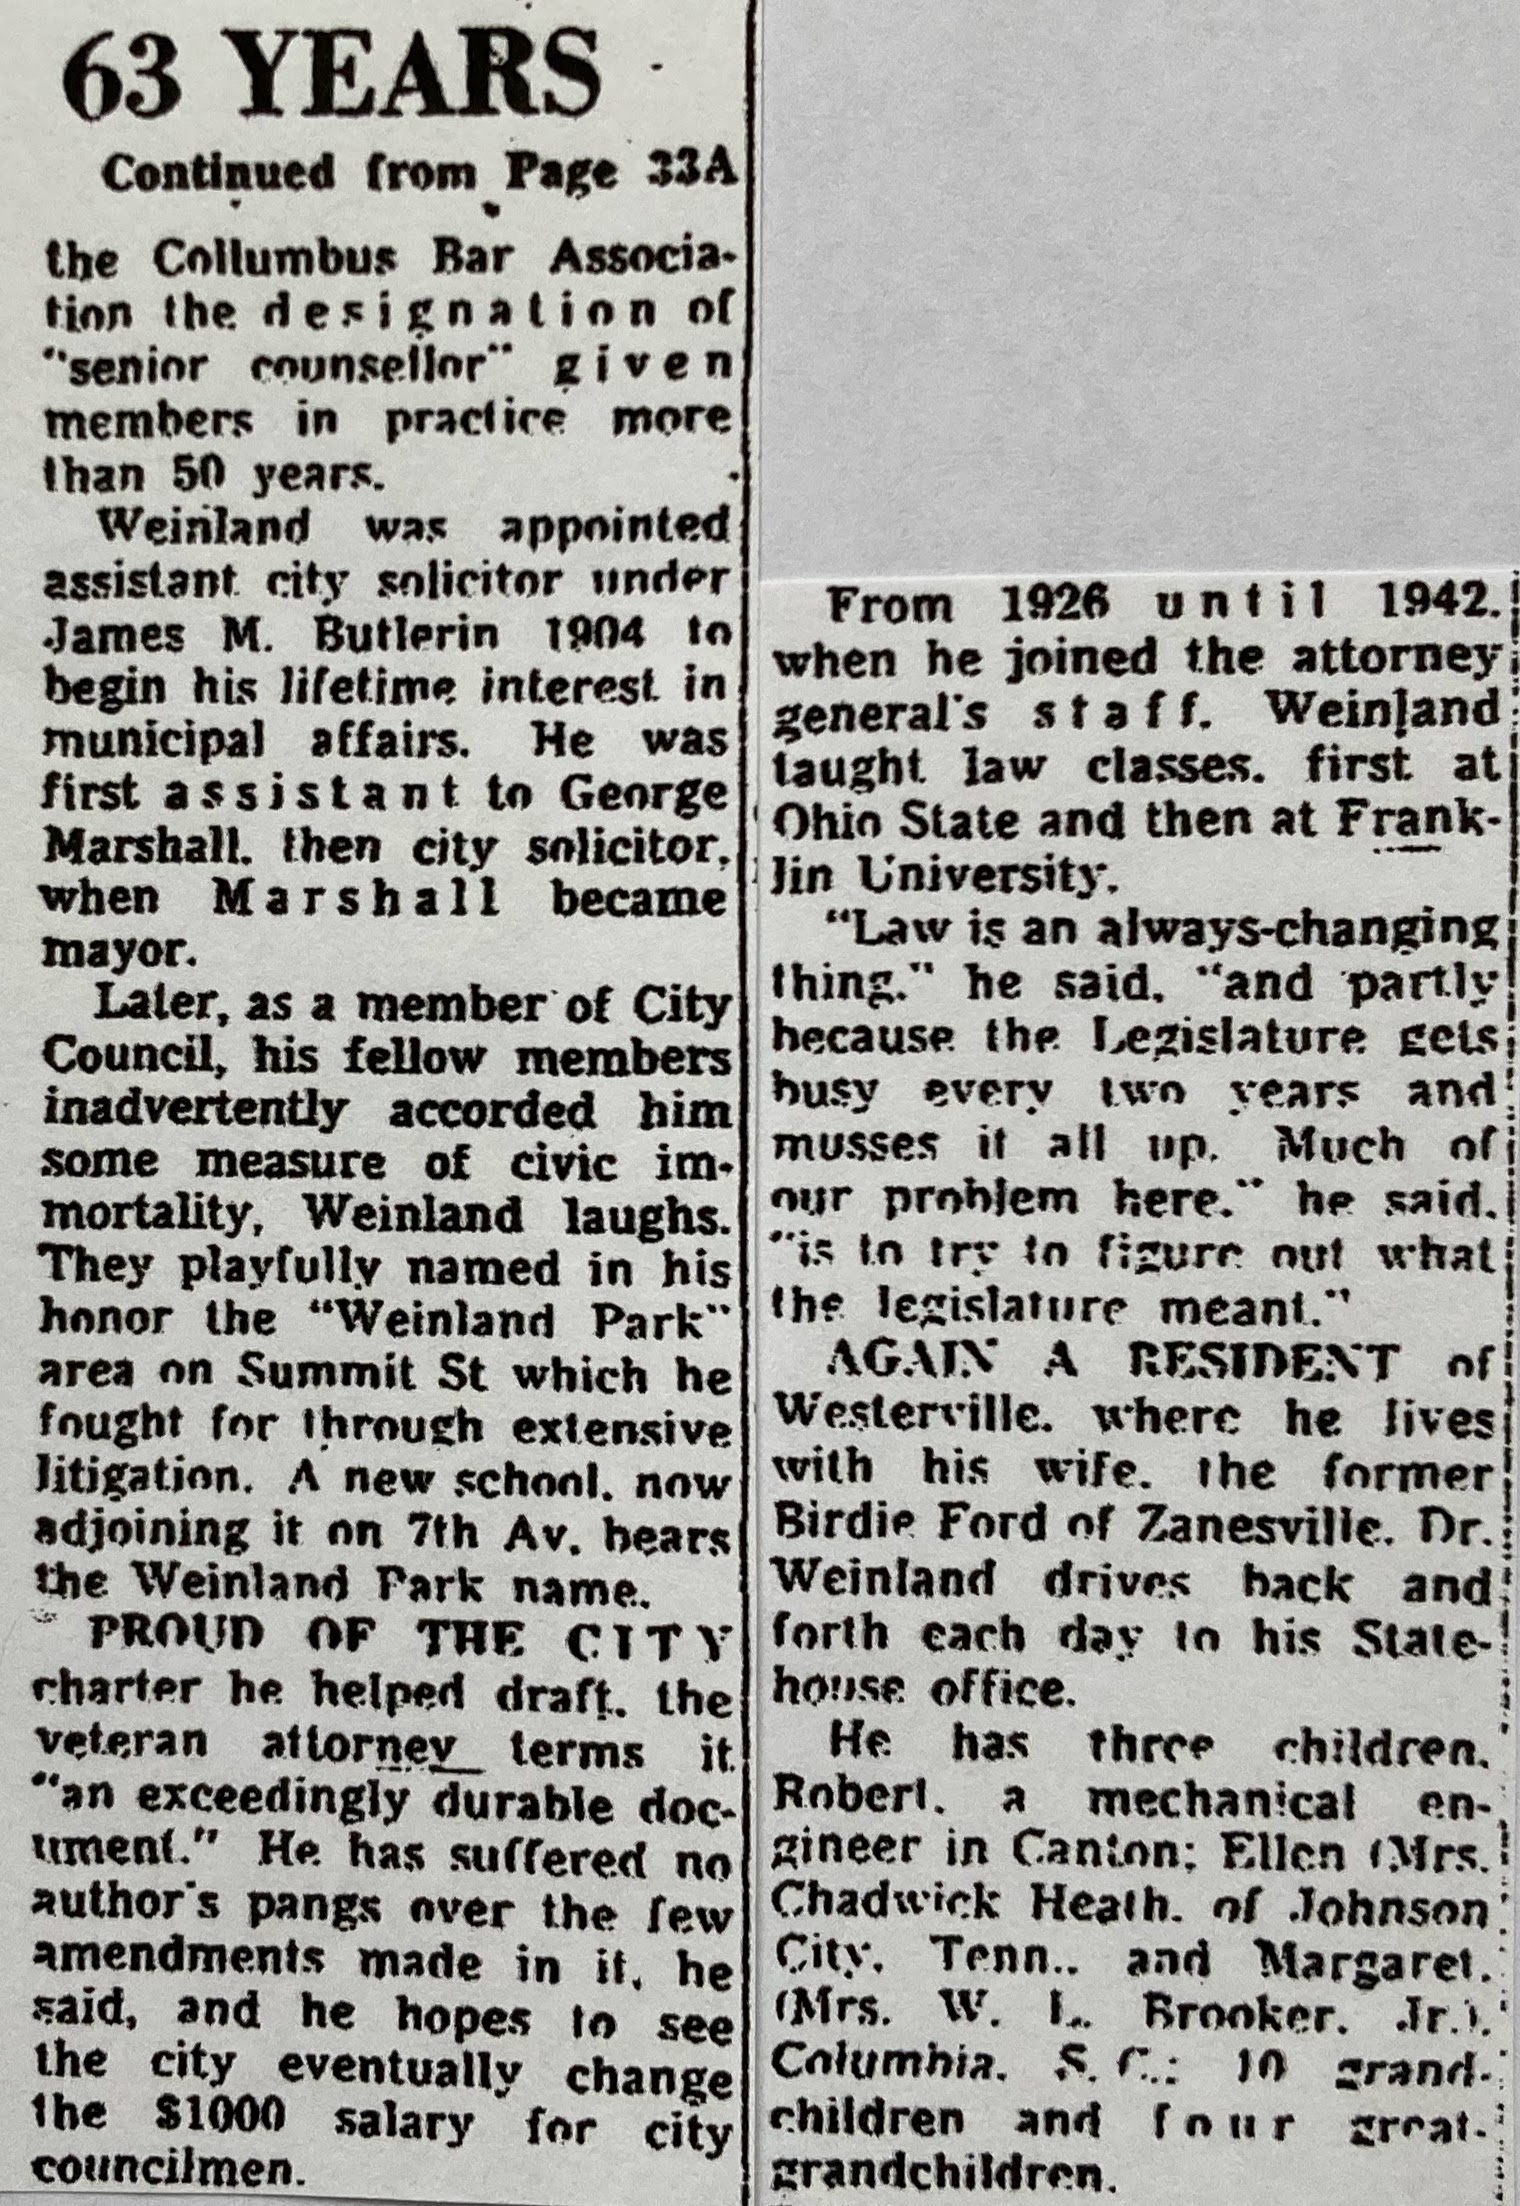 63 YEARS
Continued from Page 33A
the Collumbus Bar Associa-
tion the designation of
"senior counsellor" given
members in practice more
than 50 years.
Weinland was appointed
assistant city solicitor under
James M. Butlerin 1904 to
begin his lifetime interest in
municipal affairs. He was
first assistant to George
Marshall, then city solicitor,
when Marshall became
mayor.
Later, as a member of City
Council, his fellow members
inadvertently accorded him
some measure of civic im-
mortality, Weinland laughs.
They playfully named in his
honor the "Weinland Park"
area on Summit St which he
fought for through extensive
litigation. A new school, now
adjoining it on 7th Av. bears
the Weinland Park name.
PROUD OF THE CITY
charter he helped draft, the
veteran attorney terms it
"an exceedingly durable doc-
ument." He has suffered no
author's pangs over the few
amendments made in it, he
said, and he hopes to see
the city eventually change
the $1000 salary for city
councilmen.
From 1926 until 1942,
when he joined the attorney
general's staff, Weinland
taught law classes, first at
Ohio State and then at Frank-
lin University.
"Law is an always-changing
thing," he said, "and partly
because the Legislature gets
busy every two years and
musses it all up. Much of
our problem here," he said,
"is to try to figure out what
the legislature meant."
AGAIN A RESIDENT of
Westerville, where he lives
with his wife, the former
Birdie Ford of Zanesville, Dr.
Weinland drives back and
forth each day to his State-
house office.
He has three children,
Robert, a mechanical en-
gineer in Canton; Ellen (Mrs.
Chadwick Heath, of Johnson
City, Tenn., and Margaret,
(Mrs. W. L. Brooker, Jr.),
Columbia, S. C.; 10 grand-
children and four great-
grandchildren.